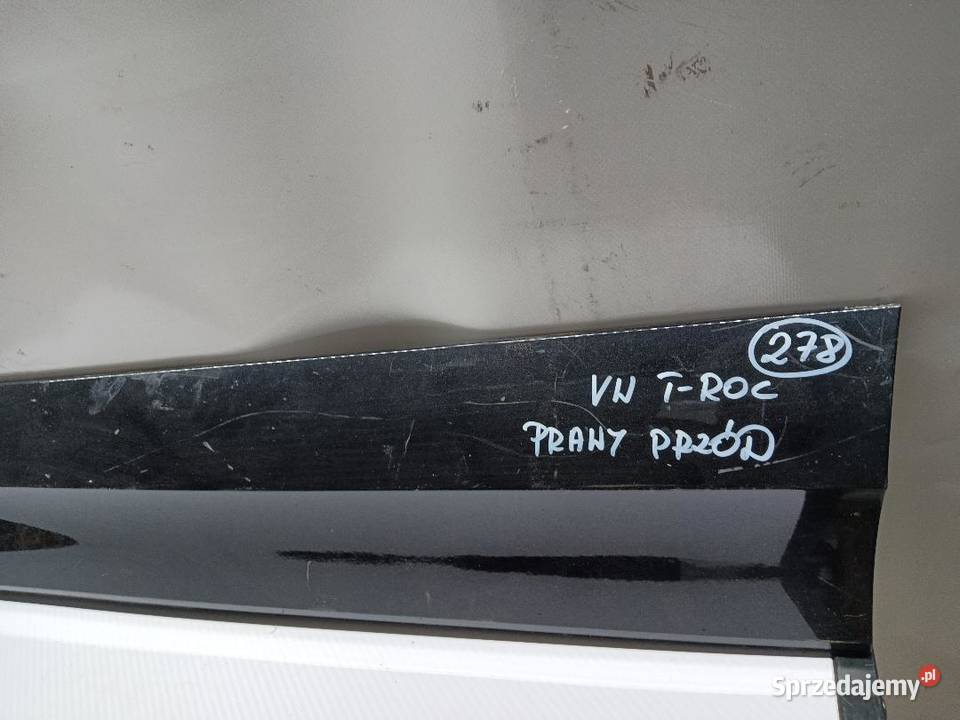 278
VW T-ROC
PRAWY PRZÓD
Sprzedajemy.pl